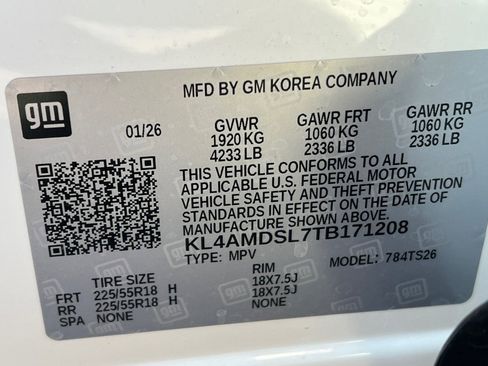 MFD BY GM KOREA COMPANY
gm
01/26 GVWR GAWR FRT GAWR RR
1920 KG 1060 KG 1060 KG
4233 LB 2336 LB 2336 LB
THIS VEHICLE CONFORMS TO ALL
APPLICABLE U.S. FEDERAL MOTOR
VEHICLE SAFETY AND THEFT PREVENTION
STANDARDS IN EFFECT ON THE DATE OF
MANUFACTURE SHOWN ABOVE.
KL4AMDSL7TB171208
TYPE: MPV MODEL: 784TS26
TIRE SIZE RIM
FRT 225/55R18 H 18X7.5J
RR 225/55R18 H 18X7.5J
SPA NONE NONE